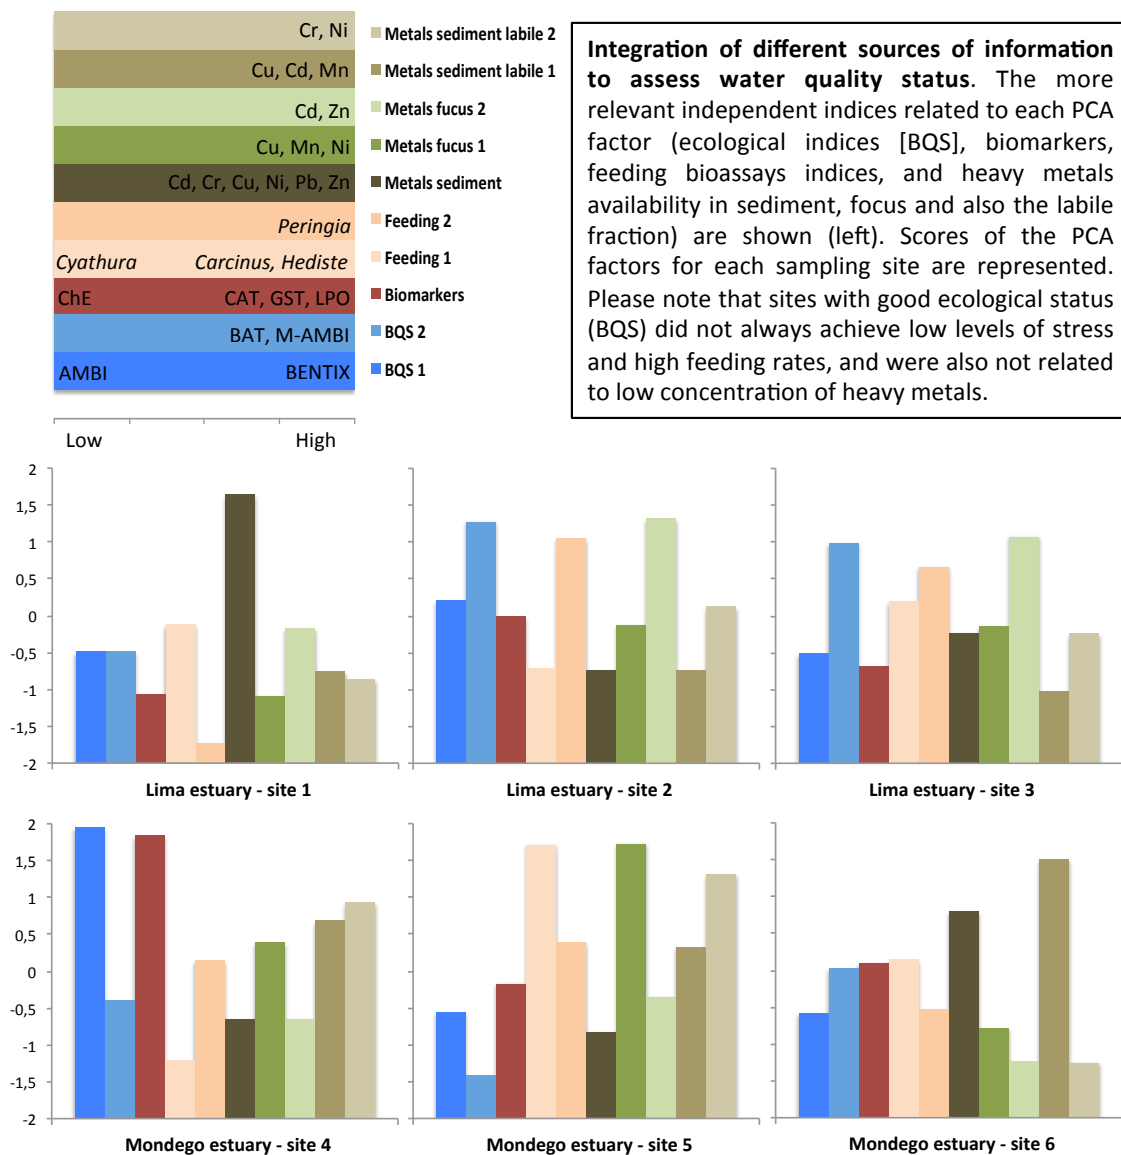 Cr, Ni
Cu, Cd, Mn
Cd, Zn
Cu, Mn, Ni
Cd, Cr, Cu, Ni, Pb, Zn
Peringia
Cyathura Carcinus, Hediste
ChE CAT, GST, LPO
BAT, M-AMBI
AMBI BENTIX
Low High
Metals sediment labile 2
Metals sediment labile 1
Metals fucus 2
Metals fucus 1
Metals sediment
Feeding 2
Feeding 1
Biomarkers
BQS 2
BQS 1
Integration of different sources of information
to assess water quality status. The more
relevant independent indices related to each PCA
factor (ecological indices [BQS], biomarkers,
feeding bioassays indices, and heavy metals
availability in sediment, focus and also the labile
fraction) are shown (left). Scores of the PCA
factors for each sampling site are represented.
Please note that sites with good ecological status
(BQS) did not always achieve low levels of stress
and high feeding rates, and were also not related
to low concentration of heavy metals.
2
1,5
1
0,5
0
-0,5
-1
-1,5
-2
Lima estuary - site 1
Lima estuary - site 2
Lima estuary - site 3
2
1,5
1
0,5
0
-0,5
-1
-1,5
-2
Mondego estuary - site 4
Mondego estuary - site 5
Mondego estuary - site 6